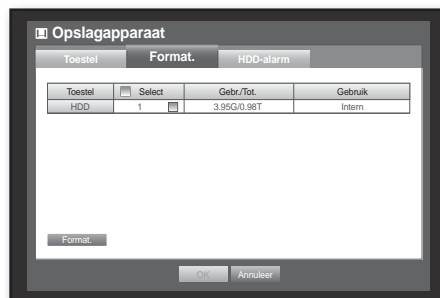 Opslagapparaat
Toestel Format. HDD-alarm
Toestel Select Gebr./Tot. Gebruik
HDD 1 3.95G/0.98T Intern
Format.
OK Annuleer